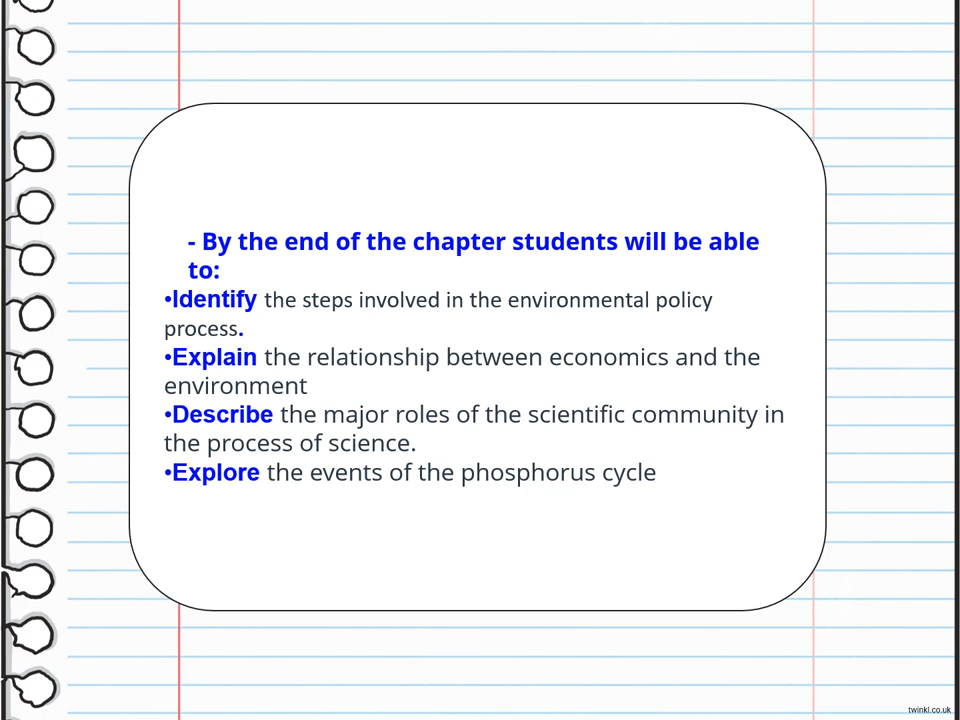 - By the end of the chapter students will be able
to:
•Identify the steps involved in the environmental policy
process.
•Explain the relationship between economics and the
environment
•Describe the major roles of the scientific community in
the process of science.
•Explore the events of the phosphorus cycle
twinkl.co.uk